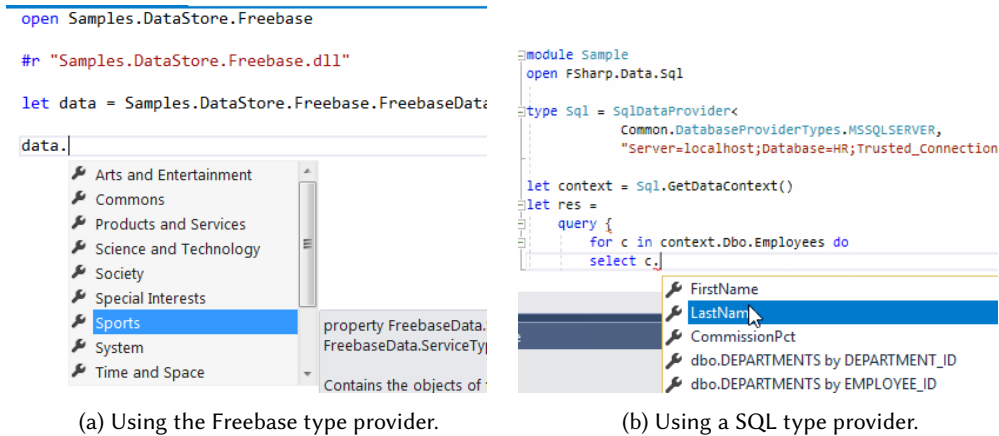 open Samples.DataStore.Freebase
#r "Samples.DataStore.Freebase.dll"
let data = Samples.DataStore.Freebase.FreebaseData
data.
Arts and Entertainment
Commons
Products and Services
Science and Technology
Society
Special Interests
Sports
System
Time and Space
property FreebaseData.
FreebaseData.ServiceTy
Contains the objects of
(a) Using the Freebase type provider.
module Sample
open FSharp.Data.Sql
type Sql = SqlDataProvider<
Common.DatabaseProviderTypes.MSSQLSERVER,
"Server=localhost;Database=HR;Trusted_Connection
let context = Sql.GetDataContext()
let res =
query {
for c in context.Dbo.Employees do
select c.
FirstName
LastNam
CommissionPct
dbo.DEPARTMENTS by DEPARTMENT_ID
dbo.DEPARTMENTS by EMPLOYEE_ID
(b) Using a SQL type provider.